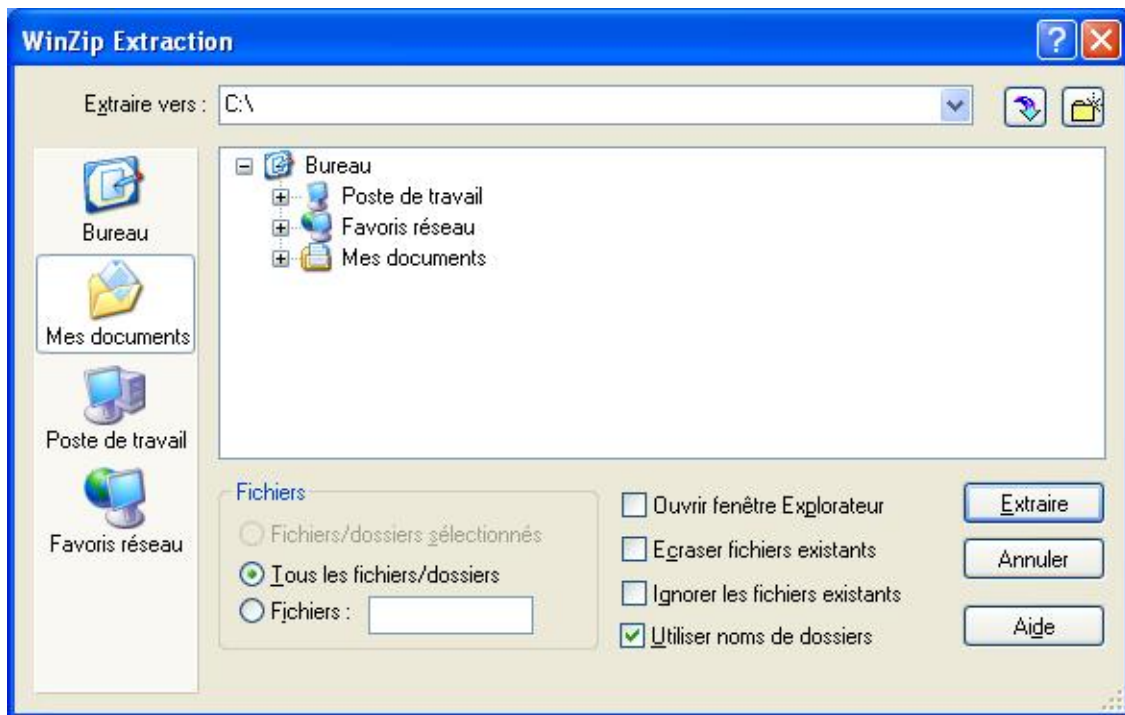 WinZip Extraction
Extraire vers :
C:\
Bureau
Mes documents
Poste de travail
Favoris réseau
Bureau
Poste de travail
Favoris réseau
Mes documents
Fichiers
Fichiers/dossiers sélectionnés
Tous les fichiers/dossiers
Fichiers :
Ouvrir fenêtre Explorateur
Ecraser fichiers existants
Ignorer les fichiers existants
Utiliser noms de dossiers
Extraire
Annuler
Aide